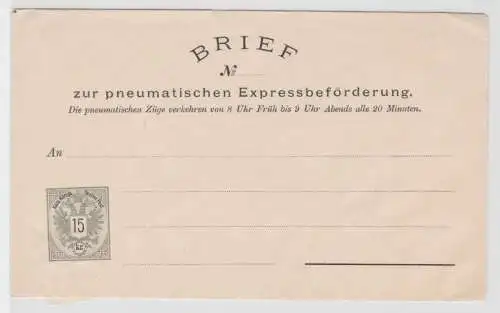 BRIEF
№
zur pneumatischen Expressbeförderung.
Die pneumatischen Züge verkehren von 8 Uhr Früh bis 9 Uhr Abends alle 20 Minuten.
An
15
kr.